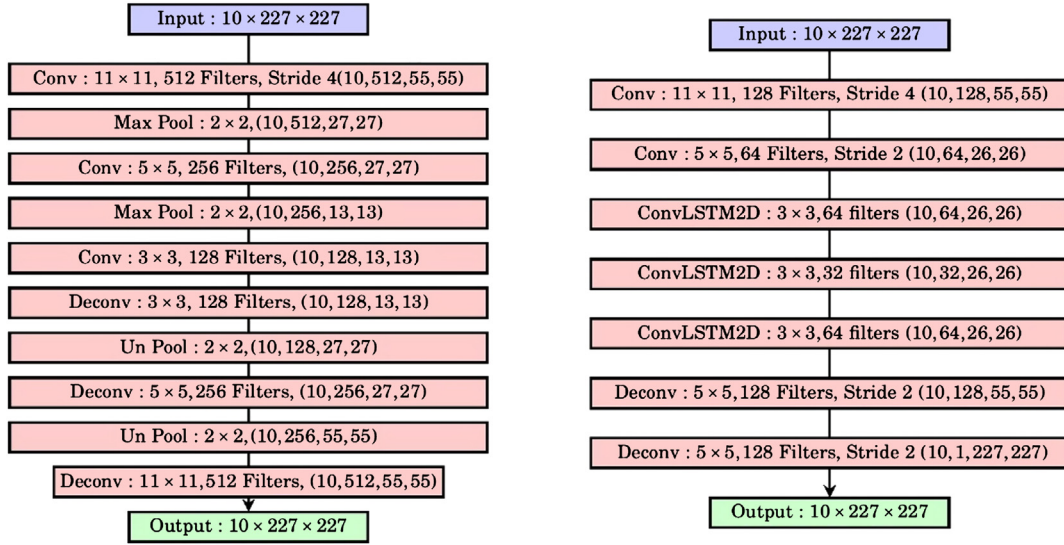 Input : 10 × 227 × 227
Conv : 11 × 11, 512 Filters, Stride 4(10,512,55,55)
Max Pool : 2 × 2,(10,512,27,27)
Conv : 5 × 5, 256 Filters, (10,256,27,27)
Max Pool : 2 × 2,(10,256,13,13)
Conv : 3 × 3, 128 Filters, (10,128,13,13)
Deconv : 3 × 3, 128 Filters, (10,128,13,13)
Un Pool : 2 × 2,(10,128,27,27)
Deconv : 5 × 5,256 Filters, (10,256,27,27)
Un Pool : 2 × 2,(10,256,55,55)
Deconv : 11 × 11,512 Filters, (10,512,55,55)
Output : 10 × 227 × 227
Input : 10 × 227 × 227
Conv : 11 × 11, 128 Filters, Stride 4 (10,128,55,55)
Conv : 5 × 5,64 Filters, Stride 2 (10,64,26,26)
ConvLSTM2D : 3 × 3,64 filters (10,64,26,26)
ConvLSTM2D : 3 × 3,32 filters (10,32,26,26)
ConvLSTM2D : 3 × 3,64 filters (10,64,26,26)
Deconv : 5 × 5,128 Filters, Stride 2 (10,128,55,55)
Deconv : 5 × 5,128 Filters, Stride 2 (10,1,227,227)
Output : 10 × 227 × 227